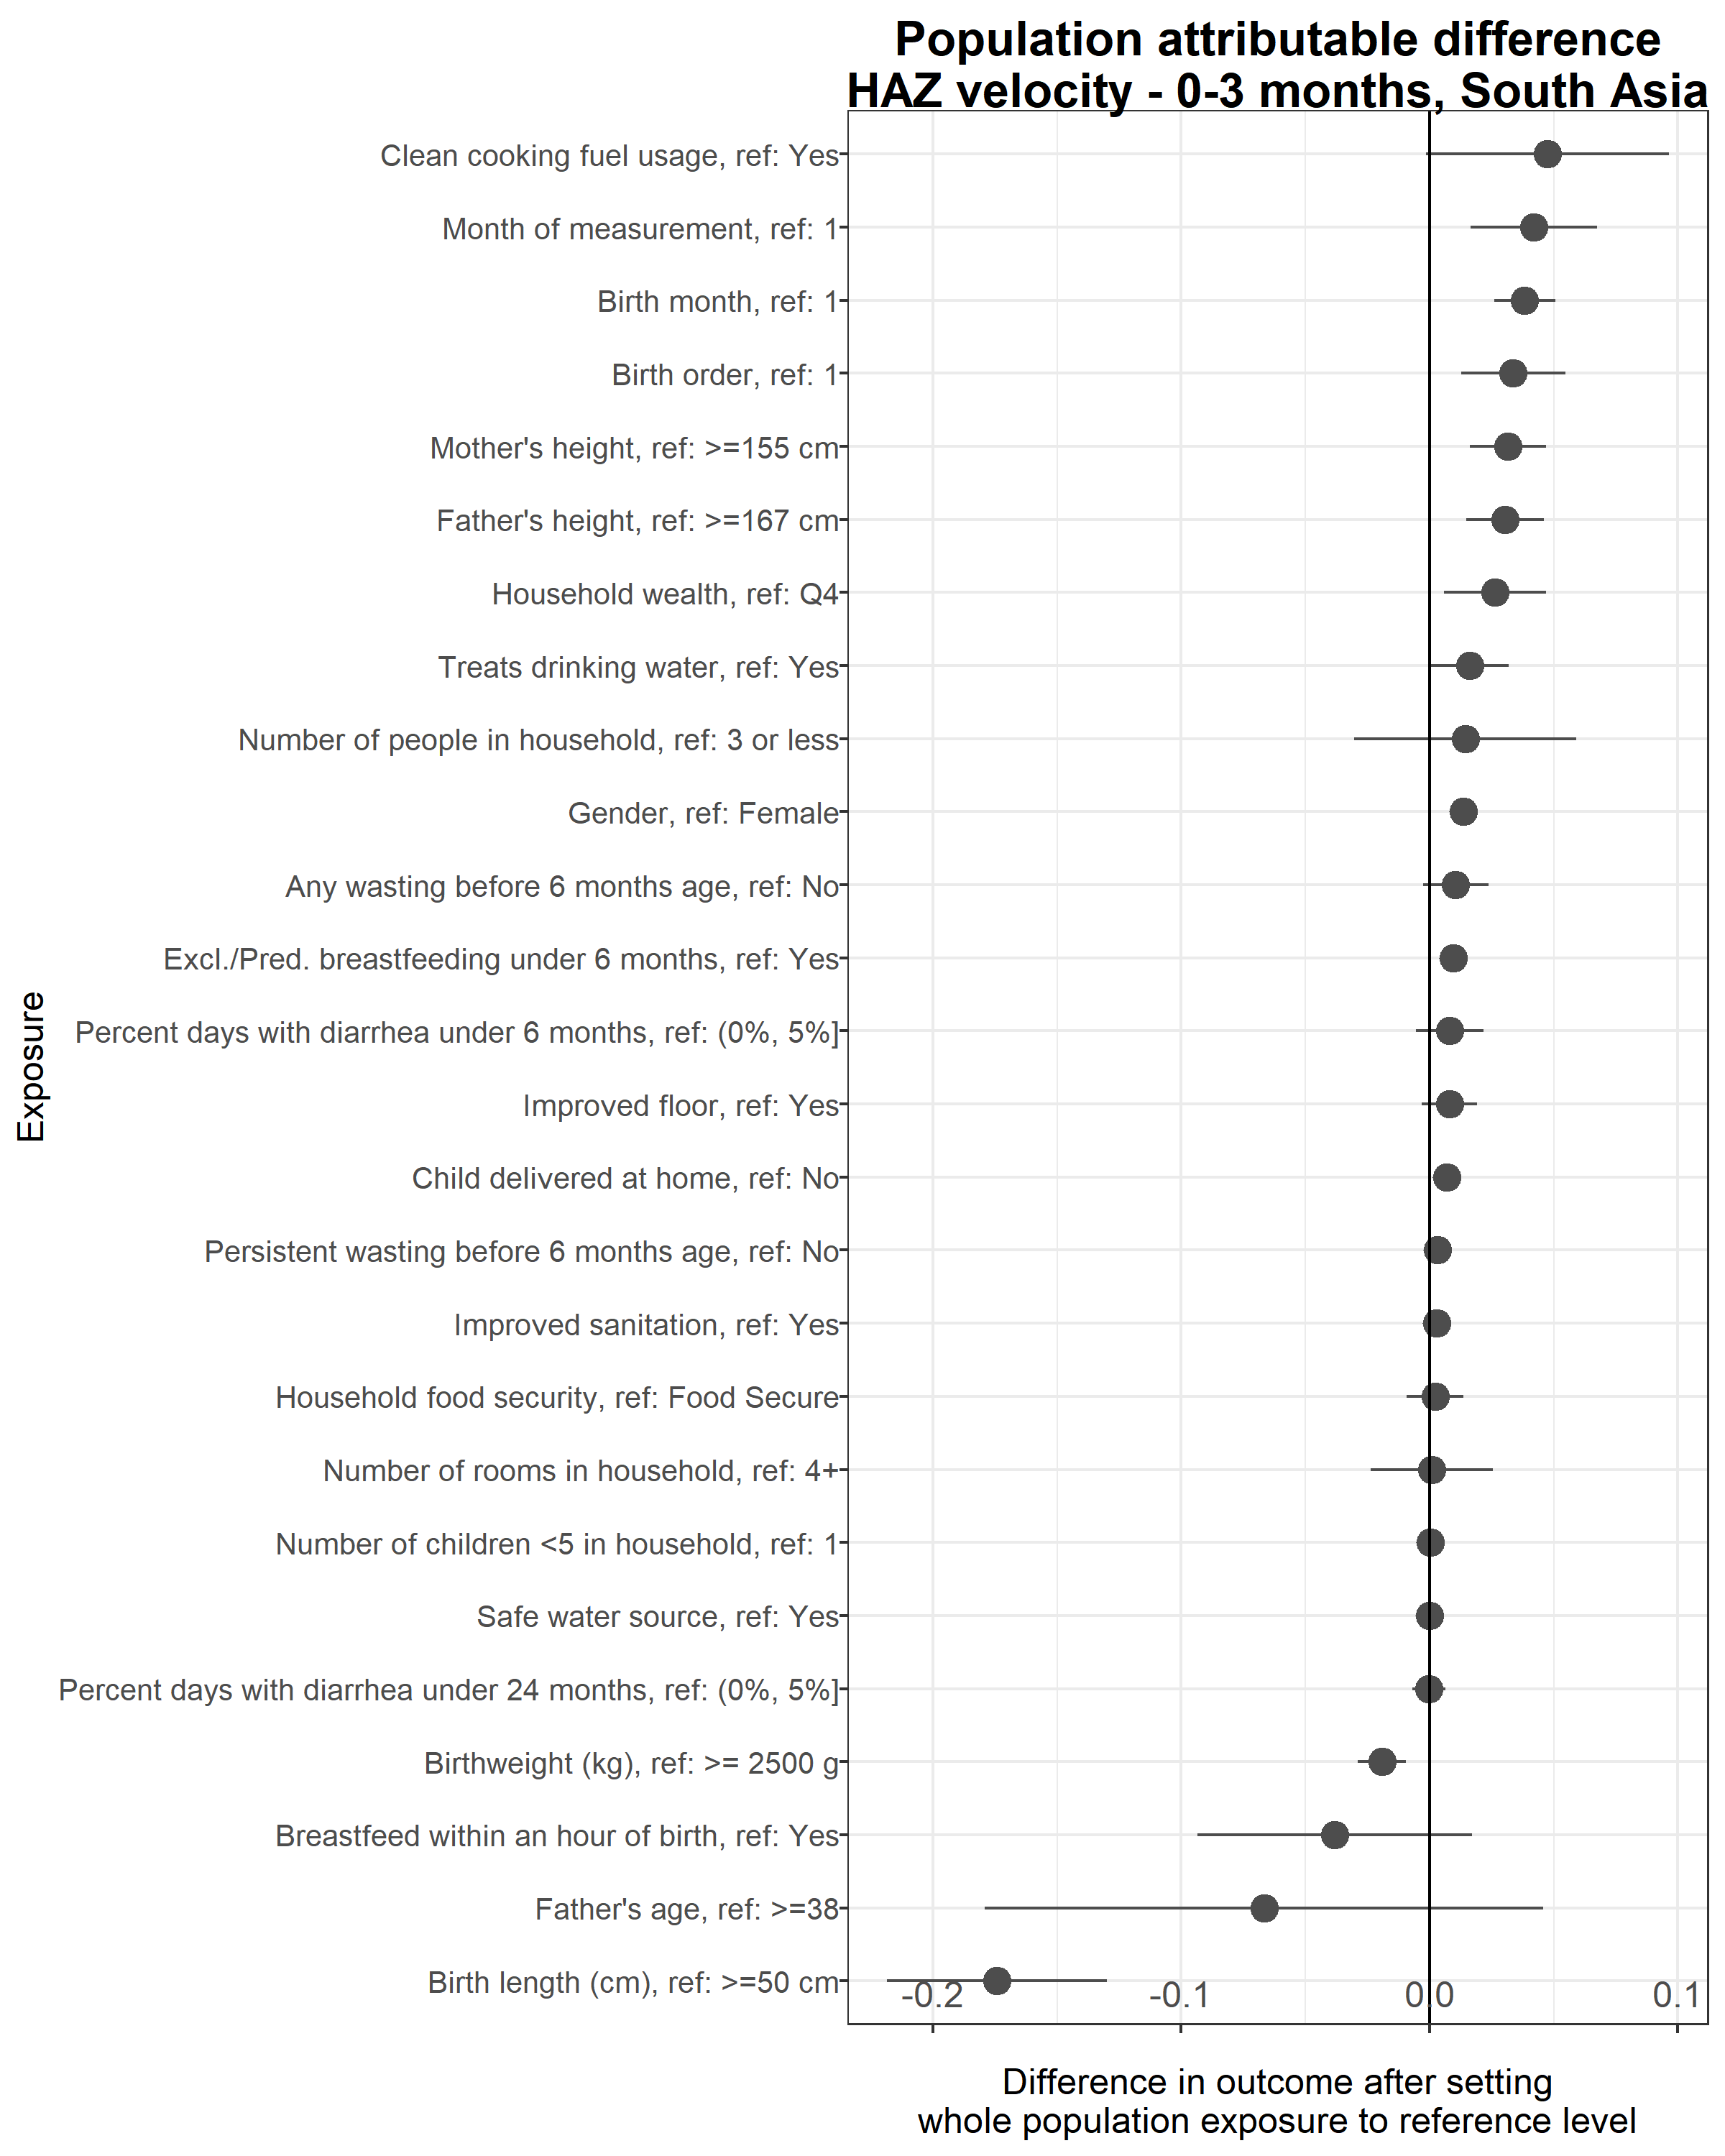 Population attributable difference
HAZ velocity - 0-3 months, South Asia
Clean cooking fuel usage, ref: Yes
Month of measurement, ref: 1
Birth month, ref: 1
Birth order, ref: 1
Mother's height, ref: >=155 cm
Father's height, ref: >=167 cm
Household wealth, ref: Q4
Treats drinking water, ref: Yes
Number of people in household, ref: 3 or less
Gender, ref: Female
Any wasting before 6 months age, ref: No
Excl./Pred. breastfeeding under 6 months, ref: Yes
Percent days with diarrhea under 6 months, ref: (0%, 5%]
Improved floor, ref: Yes
Child delivered at home, ref: No
Persistent wasting before 6 months age, ref: No
Improved sanitation, ref: Yes
Household food security, ref: Food Secure
Number of rooms in household, ref: 4+
Number of children <5 in household, ref: 1
Safe water source, ref: Yes
Percent days with diarrhea under 24 months, ref: (0%, 5%]
Birthweight (kg), ref: >= 2500 g
Breastfeed within an hour of birth, ref: Yes
Father's age, ref: >=38
Birth length (cm), ref: >=50 cm
Exposure
-0.2 -0.1 0.0 0.1
Difference in outcome after setting
whole population exposure to reference level